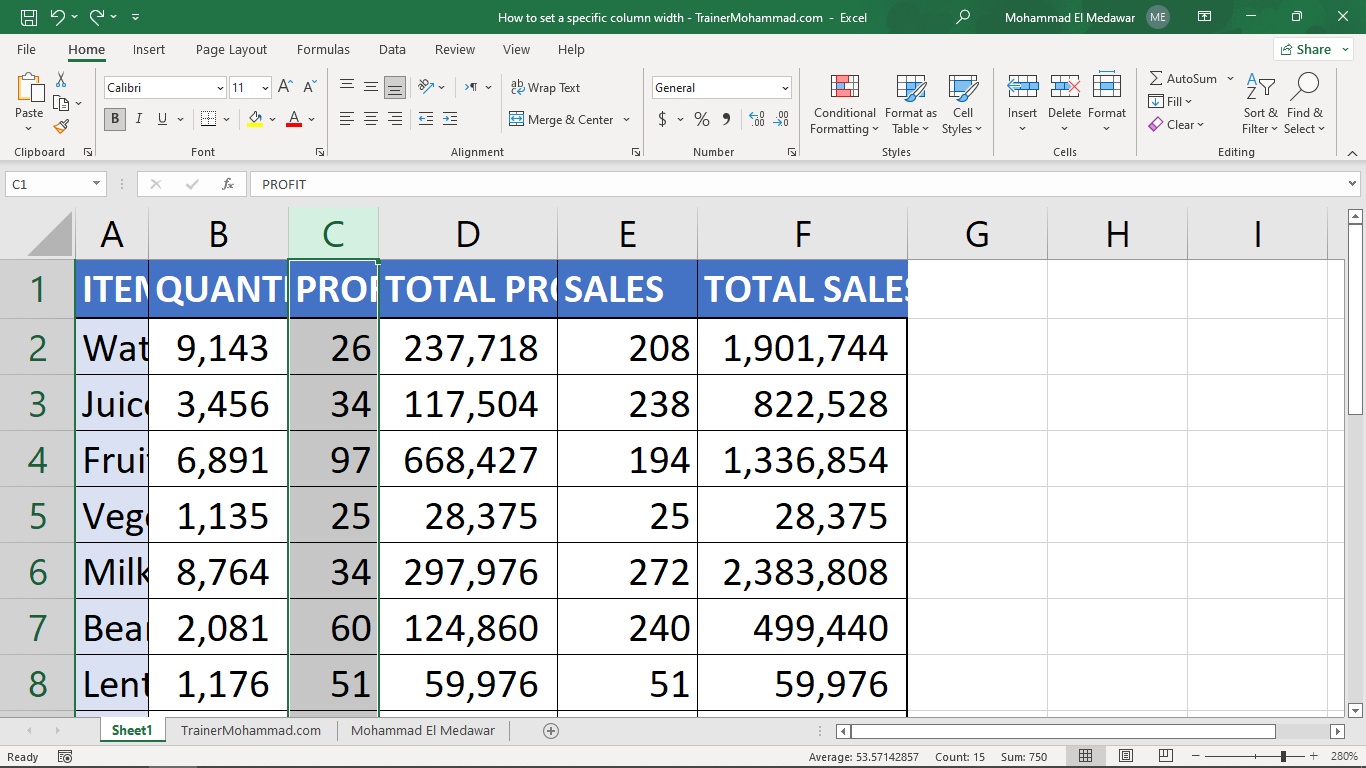 How to set a specific column width - TrainerMohammad.com - Excel
Mohammad El Medawar ME
File Home Insert Page Layout Formulas Data Review View Help Share
Calibri 11 General
Paste
B I U A
ab Wrap Text
Merge & Center
$ % 9
Conditional Formatting
Format as Table
Cell Styles
Insert Delete Format
AutoSum
Fill
Clear
Sort & Filter
Find & Select
Clipboard Font Alignment Number Styles Cells Editing
C1 fx PROFIT
A B C D E F G H I
1 ITEM QUANTI PROF TOTAL PRO SALES TOTAL SALES
2 Wat 9,143 26 237,718 208 1,901,744
3 Juice 3,456 34 117,504 238 822,528
4 Frui 6,891 97 668,427 194 1,336,854
5 Vege 1,135 25 28,375 25 28,375
6 Milk 8,764 34 297,976 272 2,383,808
7 Bean 2,081 60 124,860 240 499,440
8 Lent 1,176 51 59,976 51 59,976
Sheet1 TrainerMohammad.com Mohammad El Medawar
Ready Average: 53.57142857 Count: 15 Sum: 750 280%